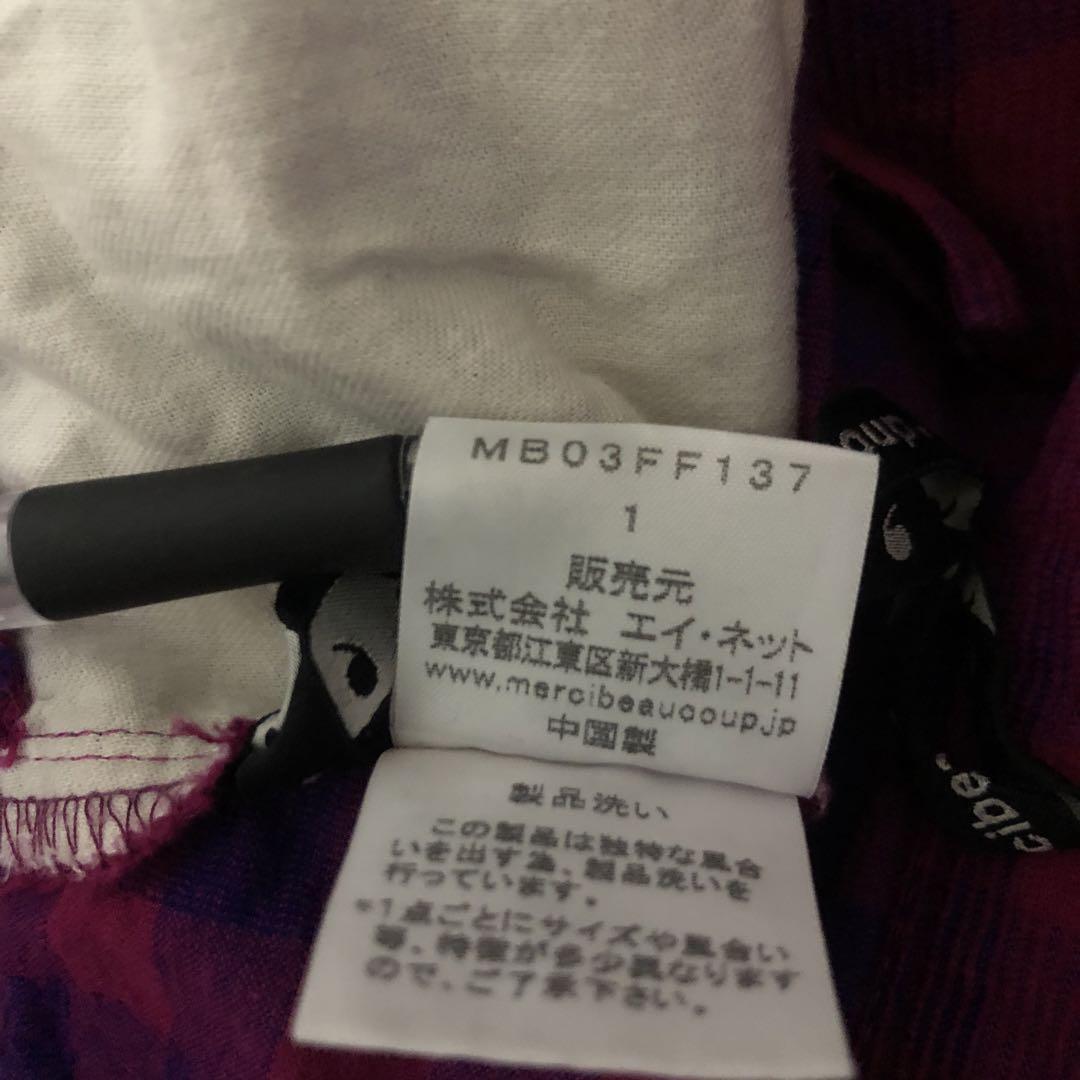 MB03FF137
1
販売元
株式会社 エイ・ネット
東京都江東区新大橋1-1-11
www.mercibeaucoup.jp
中国製
製品洗い
この製品は独特な風合
いを出す為、製品洗いを
行っています。
*1点ごとにサイズや風合い
等、特徴が多少異なります
ので、ご了承下さい。
cibe